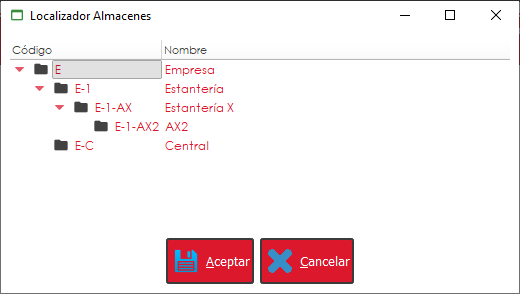 Localizador Almacenes
Código Nombre
E Empresa
E-1 Estantería
E-1-AX Estantería X
E-1-AX2 AX2
E-C Central
Aceptar Cancelar